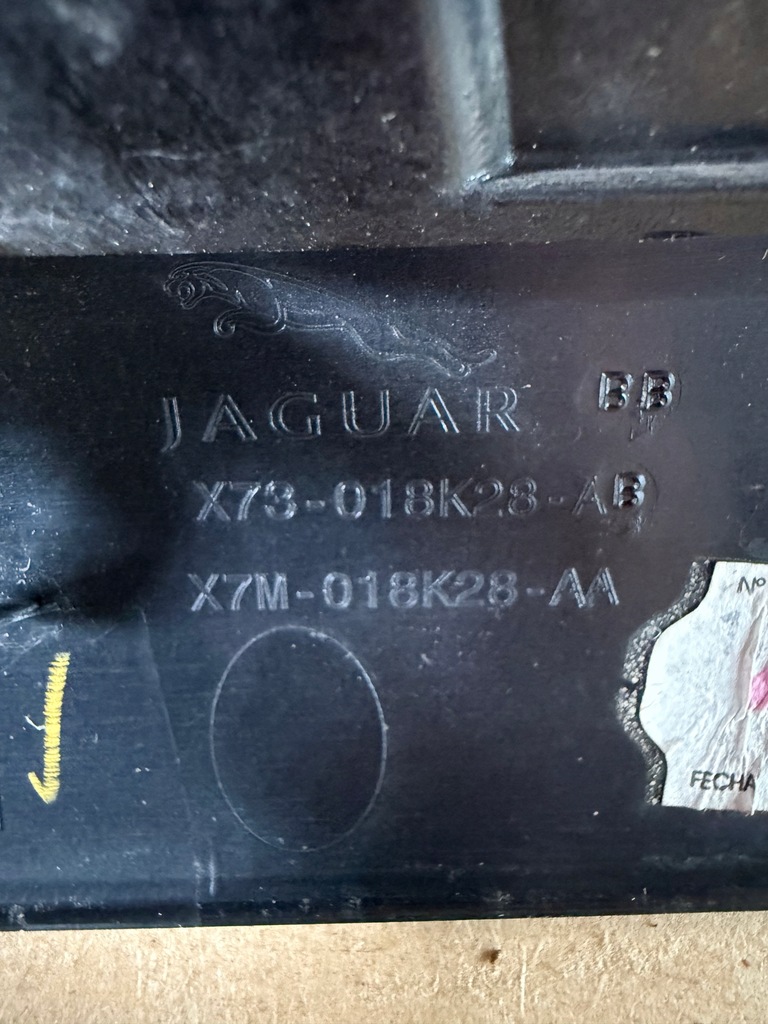 BB
JAGUAR
X73-018K28-AB
X7M-018K28-AA
Nº
FECHA